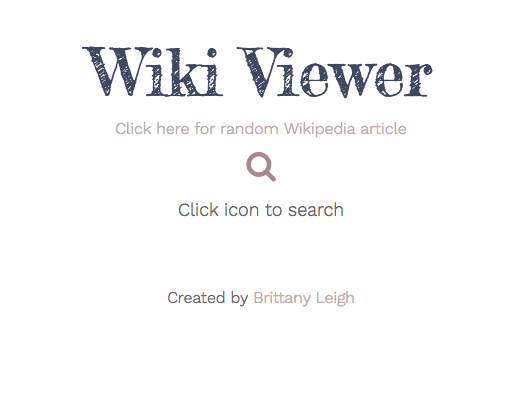 Wiki Viewer
Click here for random Wikipedia article
Click icon to search
Created by Brittany Leigh